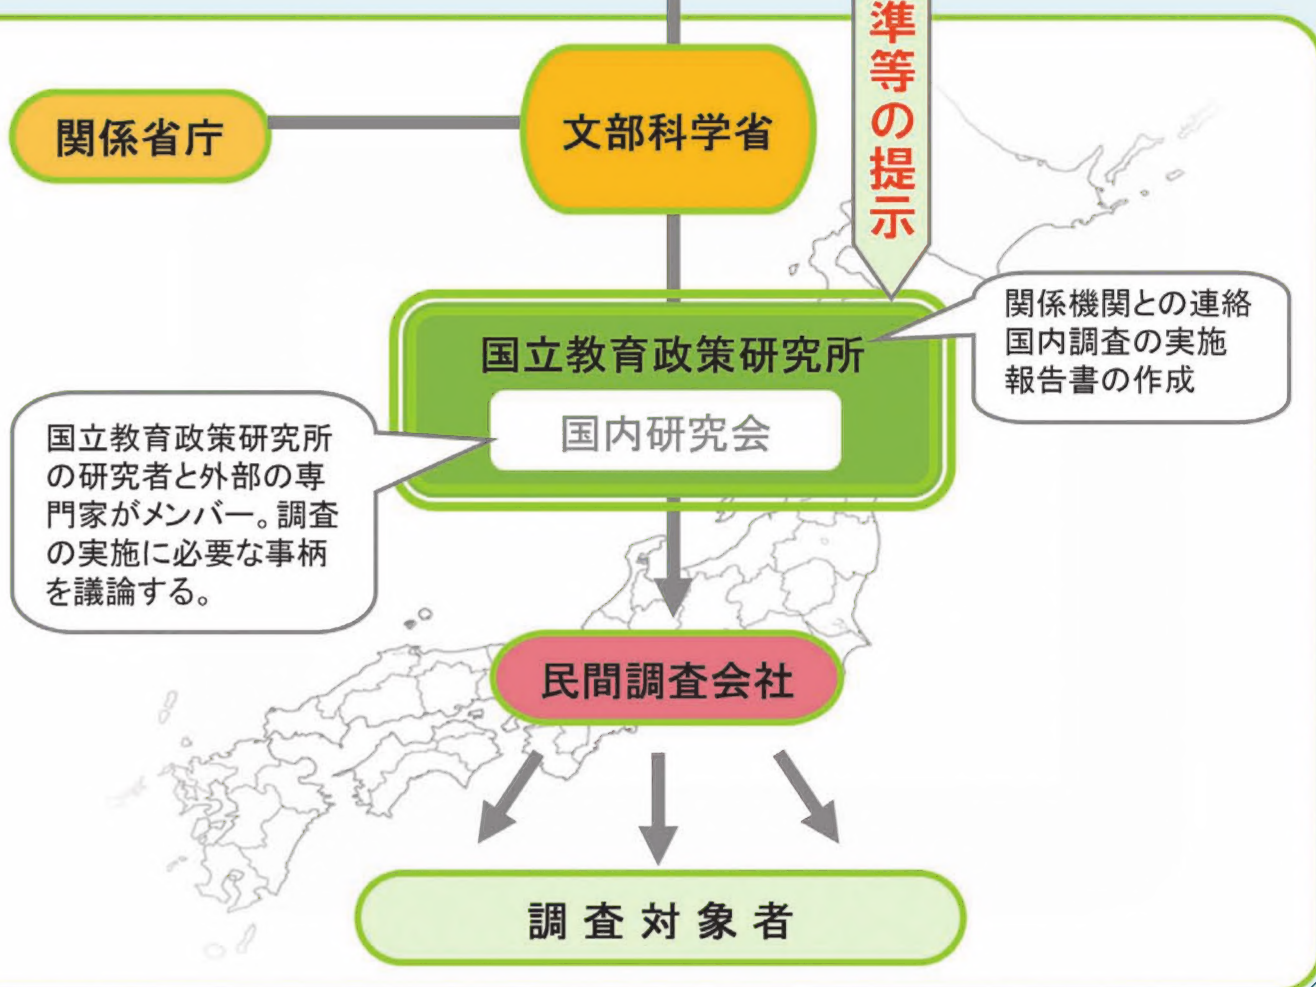 準等の提示
関係省庁
文部科学省
関係機関との連絡
国内調査の実施
報告書の作成
国立教育政策研究所
国内研究会
国立教育政策研究所
の研究者と外部の専
門家がメンバー。調査
の実施に必要な事柄
を議論する。
民間調査会社
調査対象者